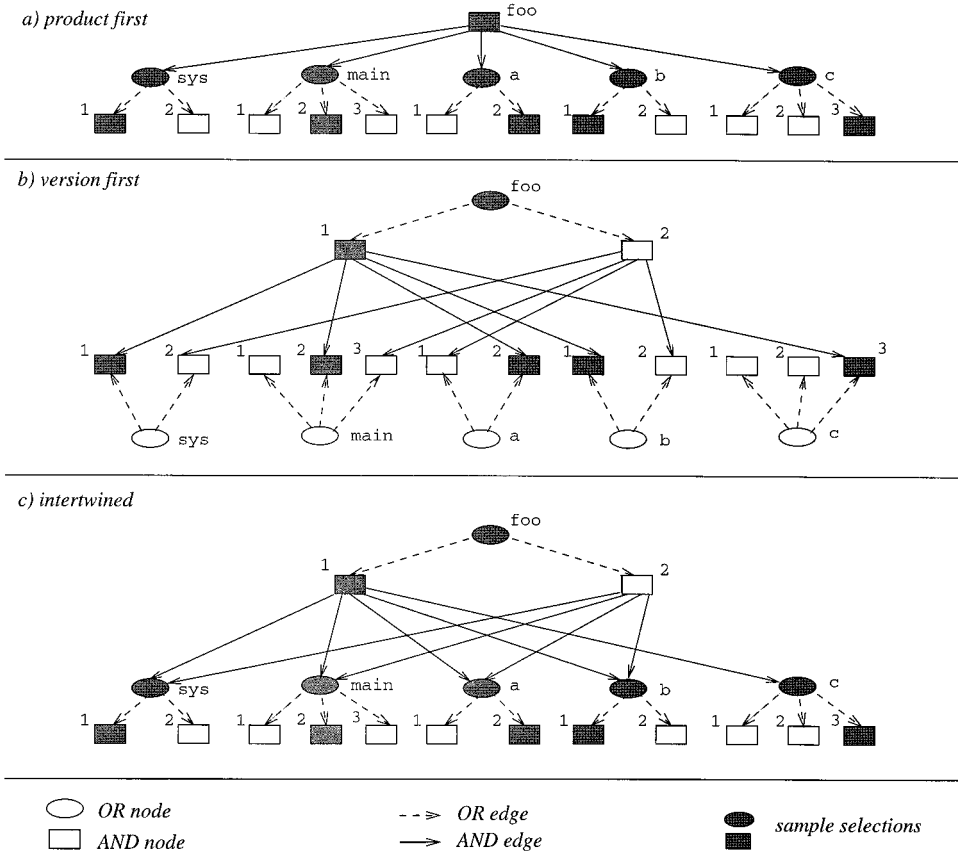 a) product first
foo
sys main a b c
1 2 1 2 3 1 2 1 2 1 2 3
b) version first
foo
1 2
1 2 1 2 3 1 2 1 2 1 2 3
sys main a b c
c) intertwined
foo
1 2
sys main a b c
1 2 1 2 3 1 2 1 2 1 2 3
OR node OR edge sample selections
AND node AND edge